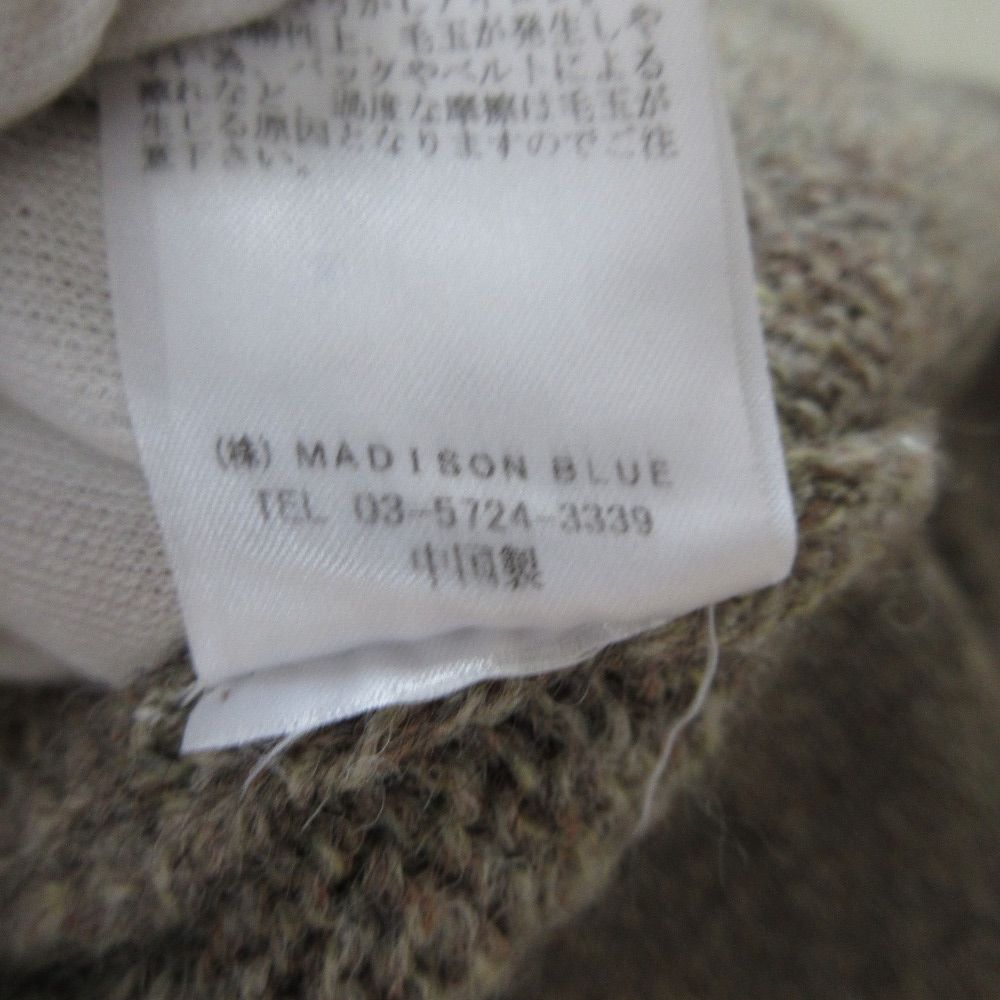 上、毛玉が発生しや
バッグやベルトによる
擦れなど、過度な摩擦は毛玉が
生じる原因となりますのでご注
意下さい。
(株) MADISON BLUE
TEL 03-5724-3339
中国製